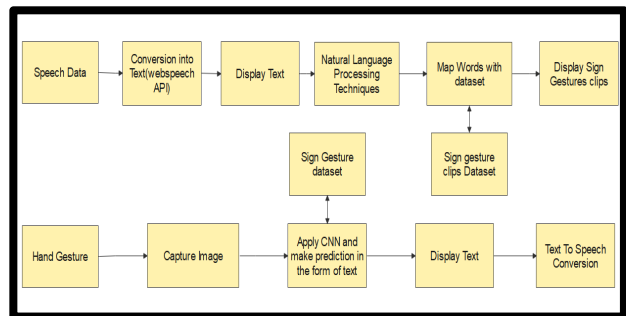 Speech Data
Conversion into
Text(webspeech
API)
Display Text
Natural Language
Processing
Techniques
Map Words with
dataset
Display Sign
Gestures clips
Sign Gesture
dataset
Sign gesture
clips Dataset
Hand Gesture
Capture Image
Apply CNN and
make prediction in
the form of text
Display Text
Text To Speech
Conversion